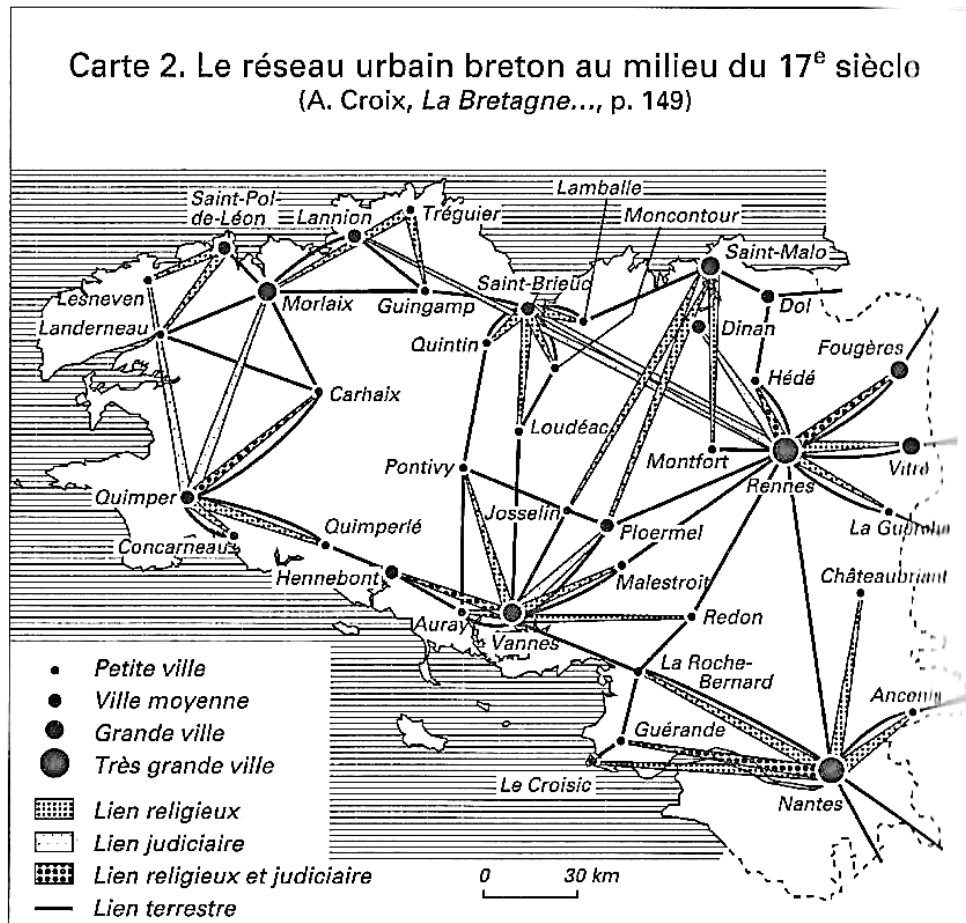 Carte 2. Le réseau urbain breton au milieu du 17e siècle
(A. Croix, La Bretagne..., p. 149)
Lamballe
Saint-Pol-
de-Léon
Lannion
Tréguier
Moncontour
Saint-Malo
Lesneven
Morlaix
Guingamp
Saint-Brieuc
Dol
Landerneau
Quintin
Dinan
Fougères
Hédé
Carhaix
Loudéac
Montfort
Vitré
Pontivy
Rennes
Quimper
Josselin
Ploermel
Quimperlé
Concarneau
La
Hennebont
Malestroit
Châteaubriant
Auray
Vannes
Redon
Petite ville
La Roche-
Bernard
Ville moyenne
Ancenis
Grande ville
Guérande
Très grande ville
Le Croisic
Nantes
Lien religieux
Lien judiciaire
Lien religieux et judiciaire
0 30 km
Lien terrestre